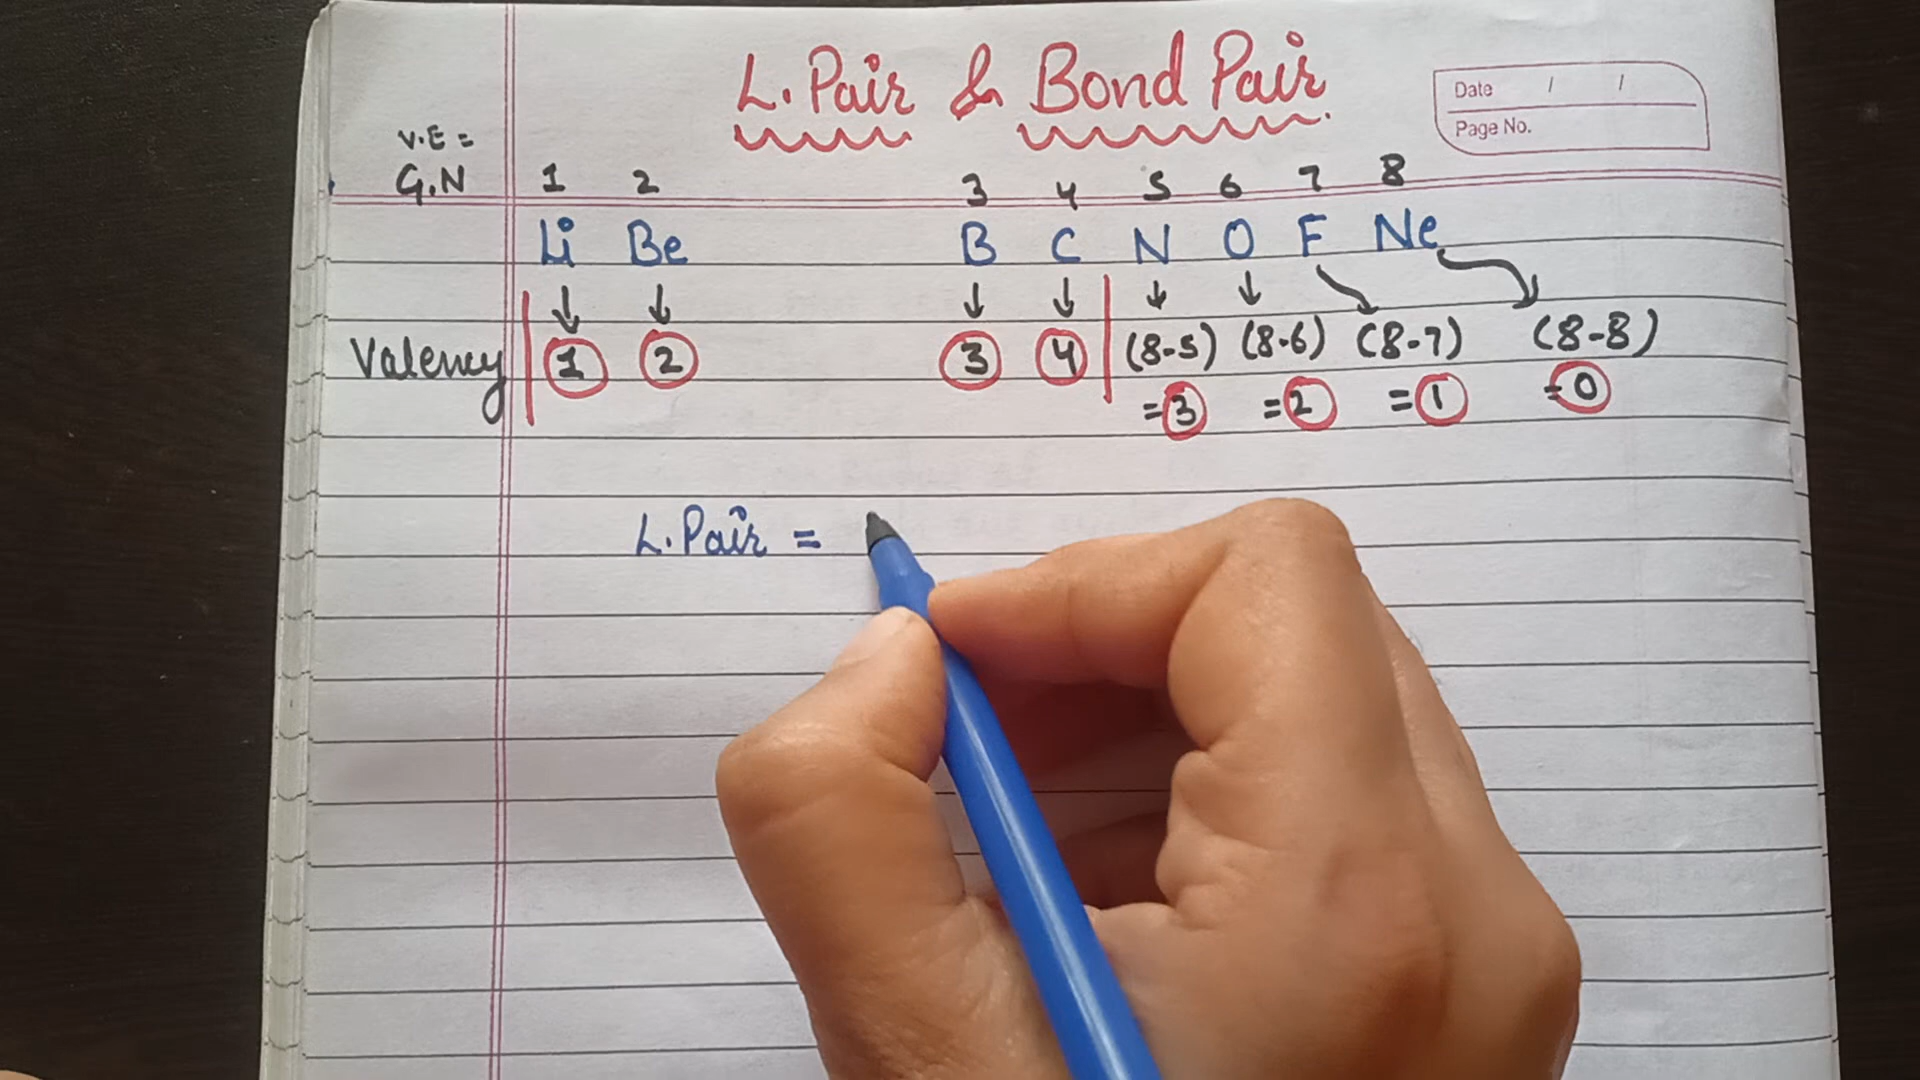 L. Pair & Bond Pair
Date / /
Page No.
V.E =
G.N 1 2 3 4 5 6 7 8
Li Be B C N O F Ne
↓ ↓ ↓ ↓ ↓ ↓
Valency 1 2 3 4 (8-5) (8-6) (8-7) (8-8)
=3 =2 =1 =0
L. Pair =